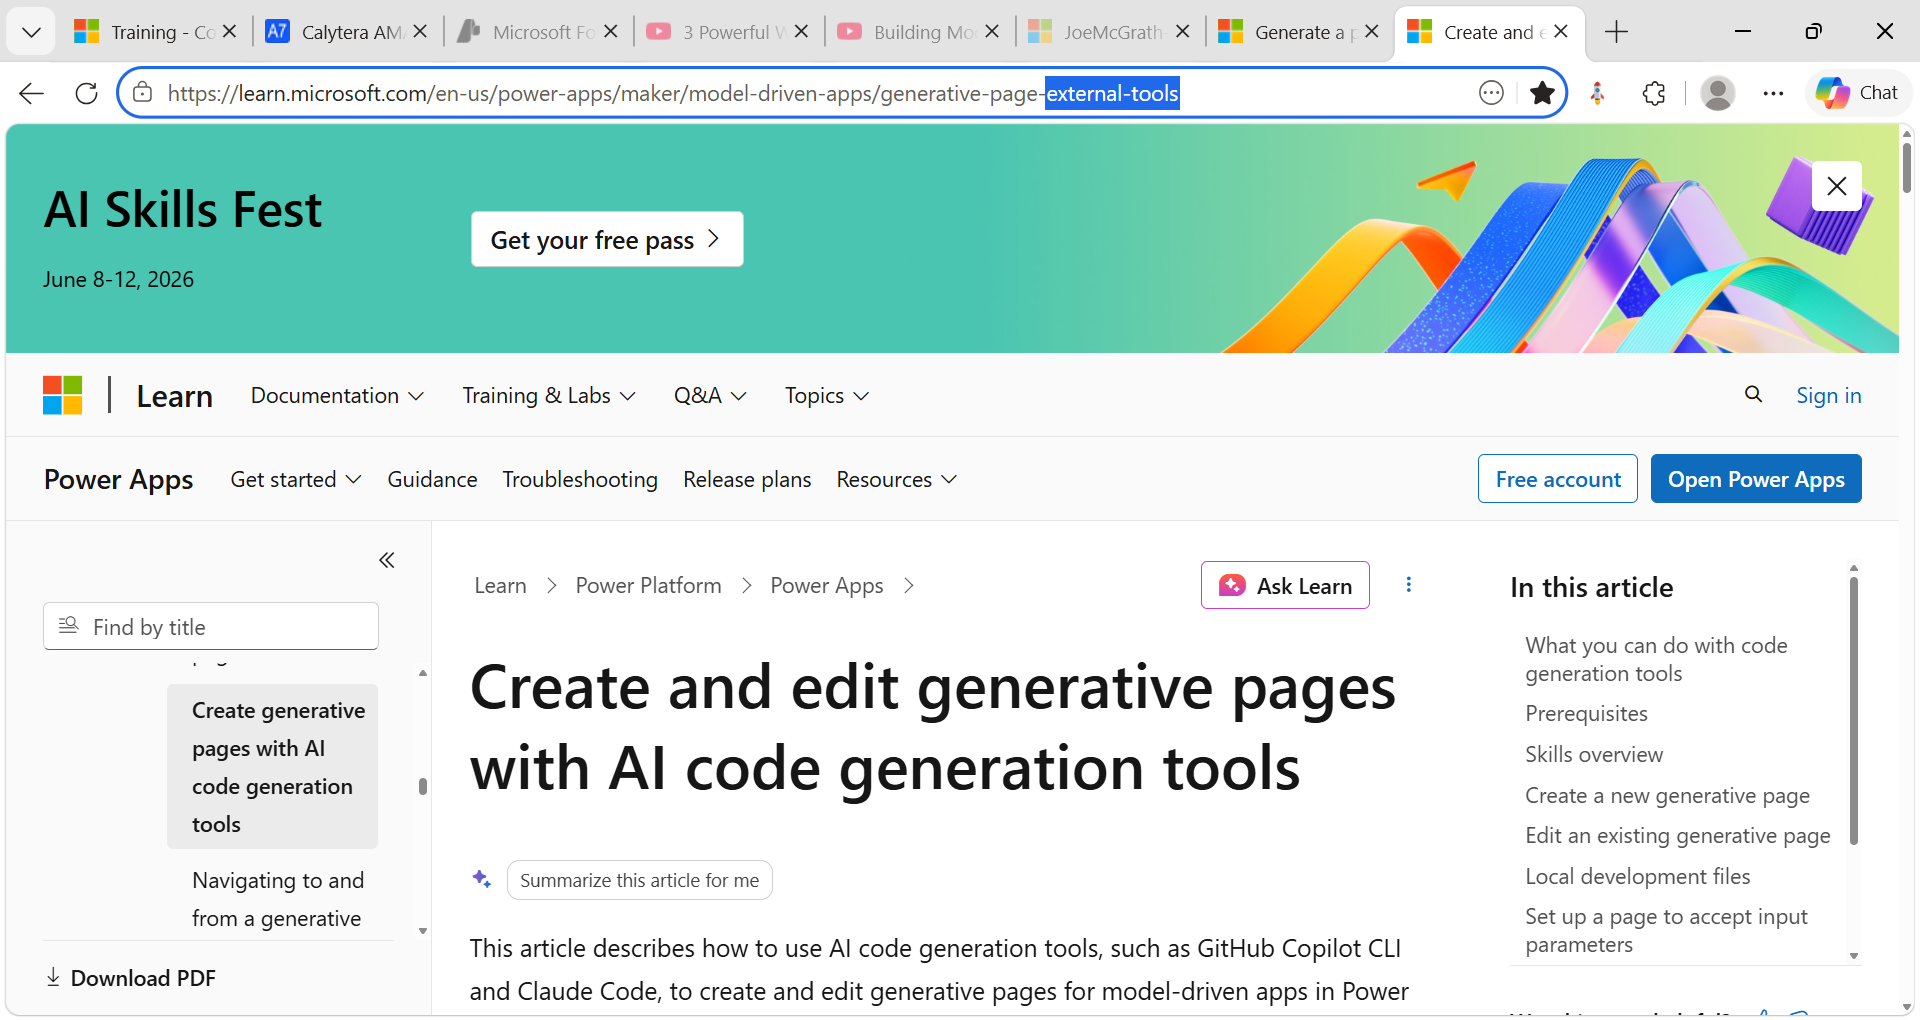 Training - Co
Calytera AMA
Microsoft Fo
3 Powerful W
Building Mo
JoeMcGrath-
Generate a p
Create and e
https://learn.microsoft.com/en-us/power-apps/maker/model-driven-apps/generative-page-external-tools
Chat
AI Skills Fest
June 8-12, 2026
Get your free pass
Learn
Documentation
Training & Labs
Q&A
Topics
Sign in
Power Apps
Get started
Guidance
Troubleshooting
Release plans
Resources
Free account
Open Power Apps
Find by title
Create generative
pages with AI
code generation
tools
Navigating to and
from a generative
Download PDF
Learn
Power Platform
Power Apps
Ask Learn
Create and edit generative pages
with AI code generation tools
Summarize this article for me
This article describes how to use AI code generation tools, such as GitHub Copilot CLI
and Claude Code, to create and edit generative pages for model-driven apps in Power
In this article
What you can do with code
generation tools
Prerequisites
Skills overview
Create a new generative page
Edit an existing generative page
Local development files
Set up a page to accept input
parameters